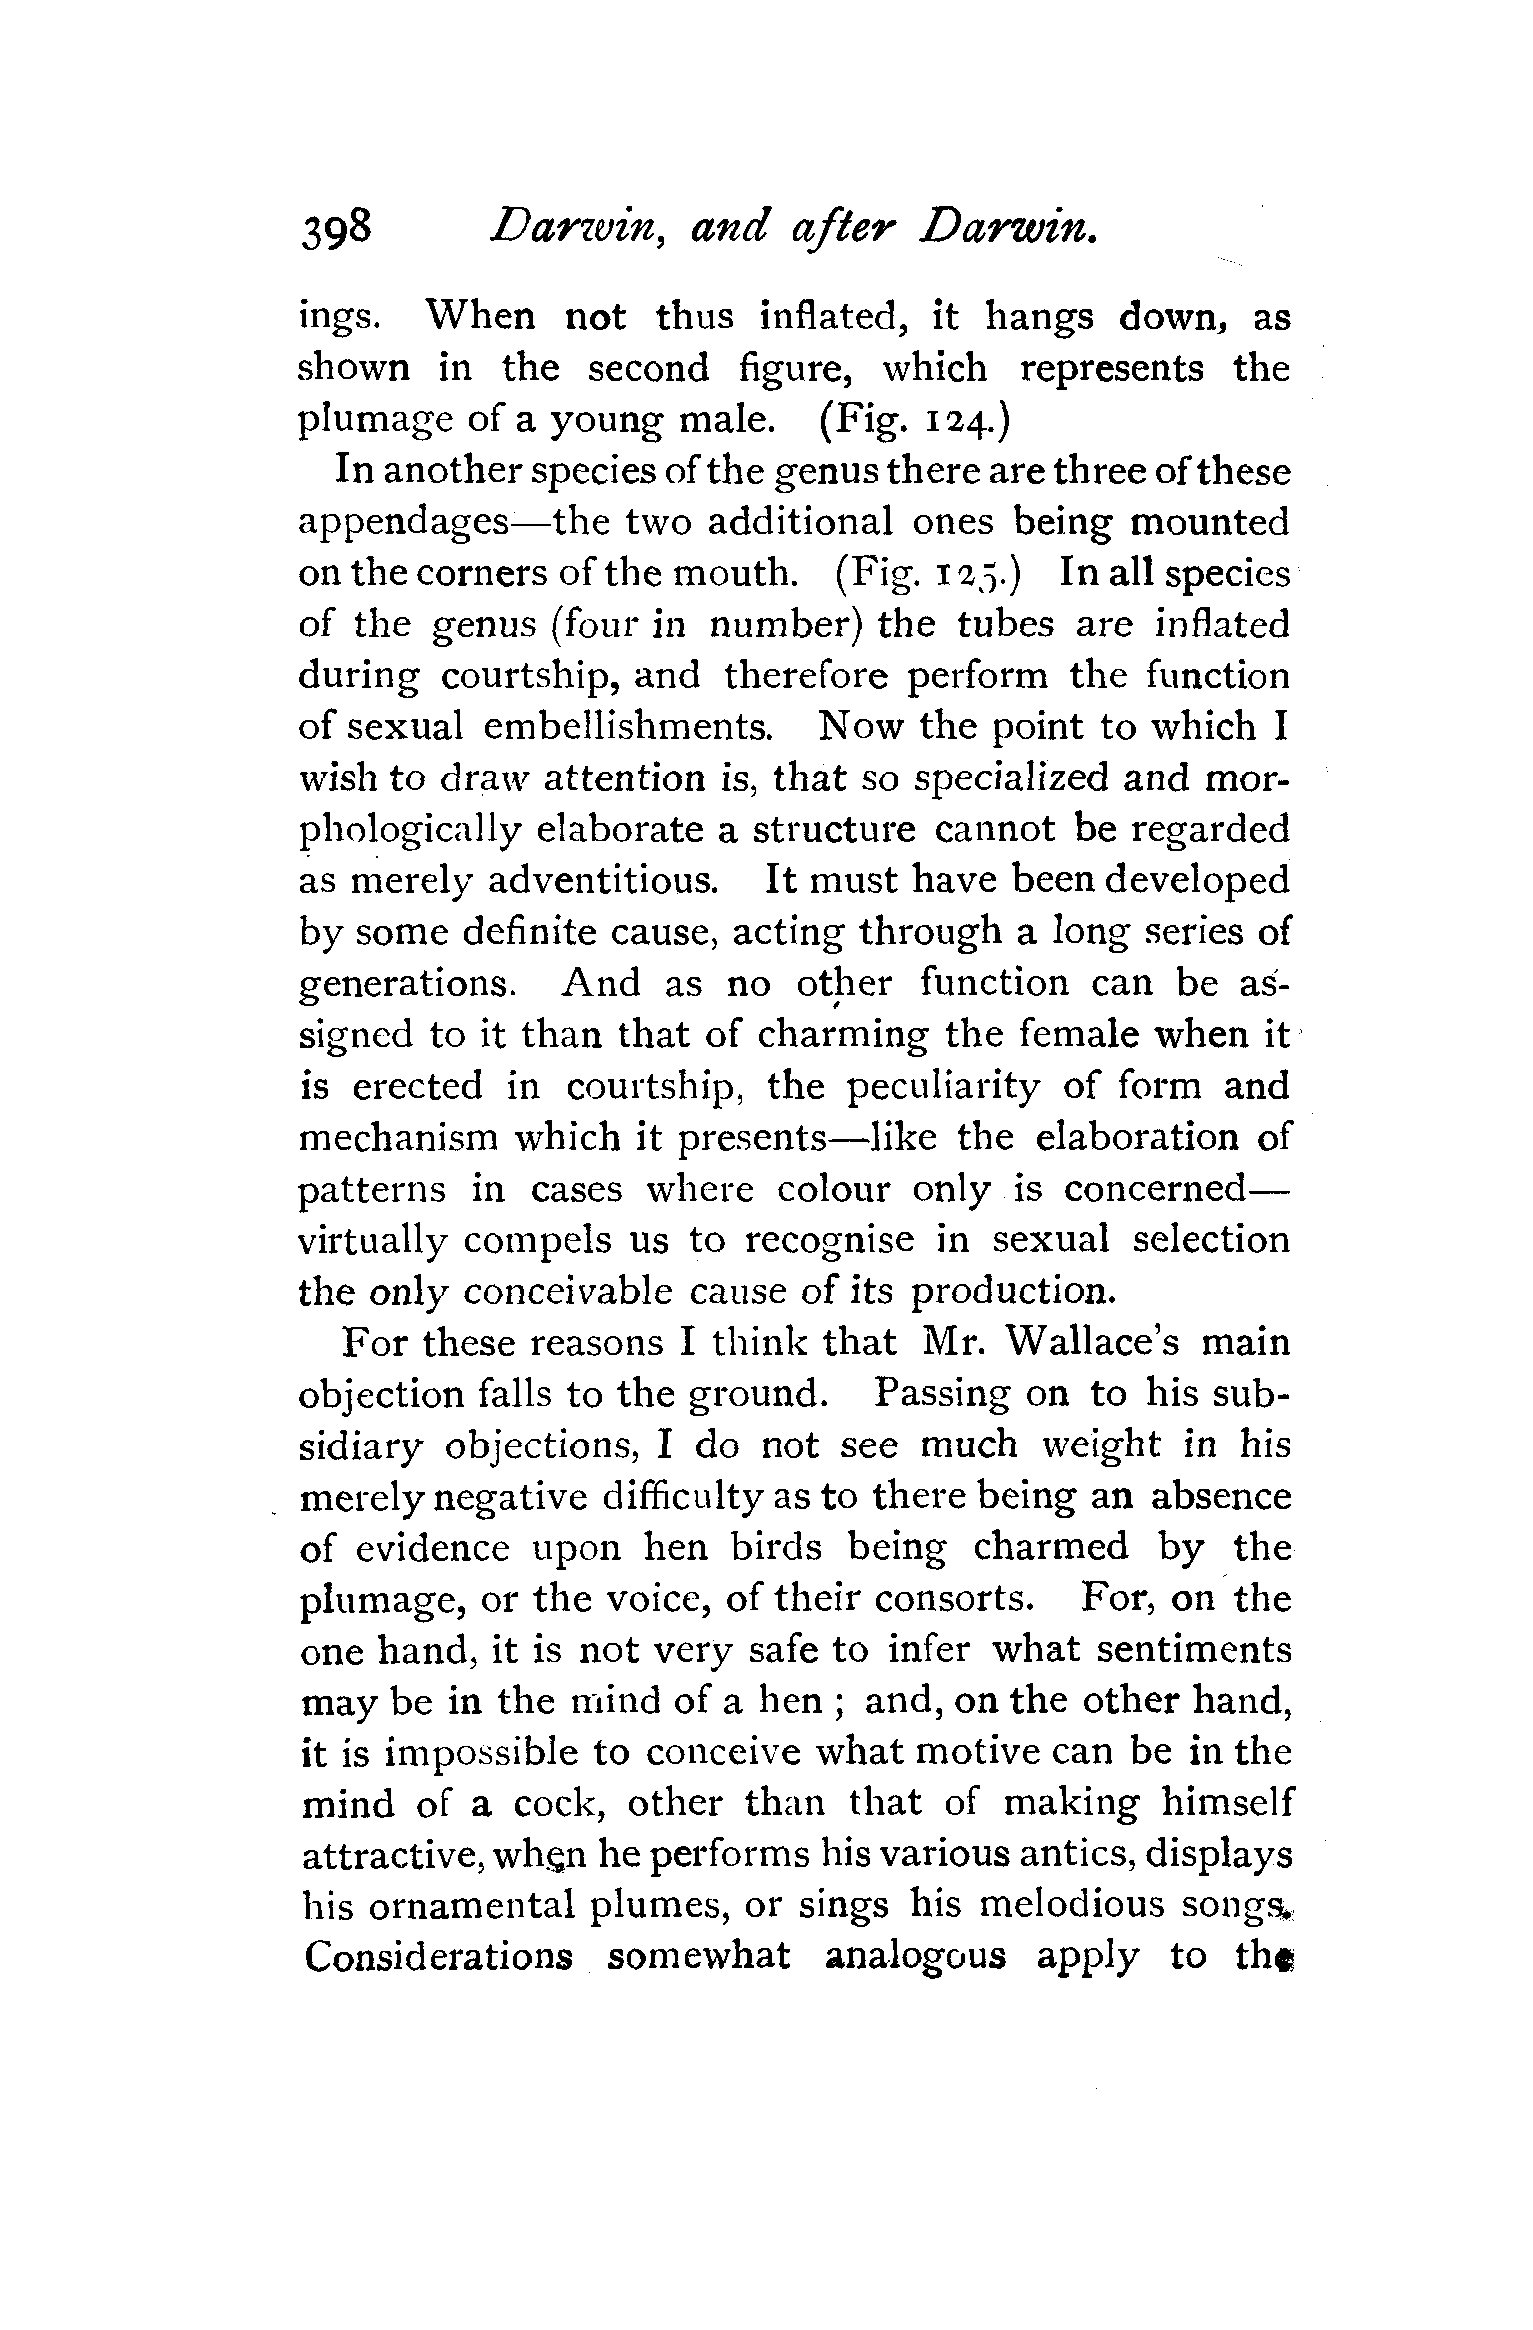 398 Darwin, and after Darwin.
ings. When not thus inflated, it hangs down, as
shown in the second figure, which represents the
plumage of a young male. (Fig. 124.)
In another species of the genus there are three of these
appendages—the two additional ones being mounted
on the corners of the mouth. (Fig. 125.) In all species
of the genus (four in number) the tubes are inflated
during courtship, and therefore perform the function
of sexual embellishments. Now the point to which I
wish to draw attention is, that so specialized and mor-
phologically elaborate a structure cannot be regarded
as merely adventitious. It must have been developed
by some definite cause, acting through a long series of
generations. And as no other function can be as-
signed to it than that of charming the female when it
is erected in courtship, the peculiarity of form and
mechanism which it presents—like the elaboration of
patterns in cases where colour only is concerned—
virtually compels us to recognise in sexual selection
the only conceivable cause of its production.
For these reasons I think that Mr. Wallace's main
objection falls to the ground. Passing on to his sub-
sidiary objections, I do not see much weight in his
merely negative difficulty as to there being an absence
of evidence upon hen birds being charmed by the
plumage, or the voice, of their consorts. For, on the
one hand, it is not very safe to infer what sentiments
may be in the mind of a hen ; and, on the other hand,
it is impossible to conceive what motive can be in the
mind of a cock, other than that of making himself
attractive, when he performs his various antics, displays
his ornamental plumes, or sings his melodious songs.
Considerations somewhat analogous apply to the